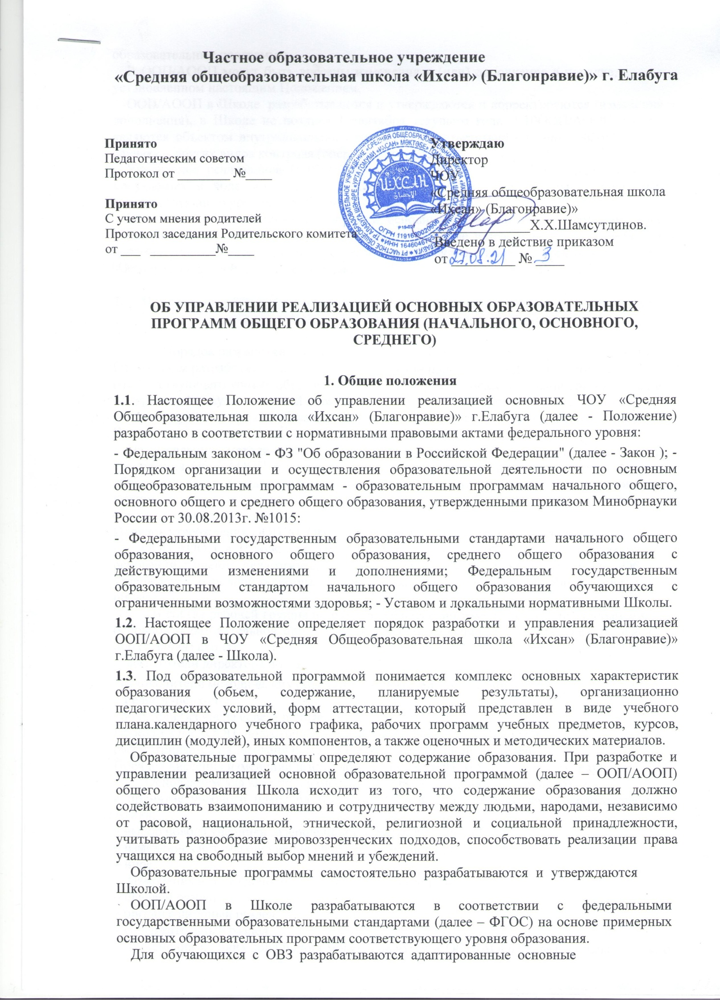 Частное образовательное учреждение
«Средняя общеобразовательная школа «Ихсан» (Благонравие)» г. Елабуга
Принято
Педагогическим советом
Протокол от ________ №____
Принято
С учетом мнения родителей
Протокол заседания Родительского комитета
от ___ __________№____
ЧОУ
ИХСАН
Р19-027
ОГРН 1191690020906
ИНН 1646046795
Утверждаю
Директор
ЧОУ
«Средняя общеобразовательная школа
«Ихсан» (Благонравие)»
_______________Х.Х.Шамсутдинов.
Введено в действие приказом
от 27.08.21 № 3
ОБ УПРАВЛЕНИИ РЕАЛИЗАЦИЕЙ ОСНОВНЫХ ОБРАЗОВАТЕЛЬНЫХ
ПРОГРАММ ОБЩЕГО ОБРАЗОВАНИЯ (НАЧАЛЬНОГО, ОСНОВНОГО,
СРЕДНЕГО)
1. Общие положения
1.1. Настоящее Положение об управлении реализацией основных ЧОУ «Средняя
Общеобразовательная школа «Ихсан» (Благонравие)» г.Елабуга (далее - Положение)
разработано в соответствии с нормативными правовыми актами федерального уровня:
- Федеральным законом - ФЗ "Об образовании в Российской Федерации" (далее - Закон ); -
Порядком организации и осуществления образовательной деятельности по основным
общеобразовательным программам - образовательным программам начального общего,
основного общего и среднего общего образования, утвержденными приказом Минобрнауки
России от 30.08.2013г. №1015:
- Федеральными государственным образовательными стандартами начального общего
образования, основного общего образования, среднего общего образования с
действующими изменениями и дополнениями; Федеральным государственным
образовательным стандартом начального общего образования обучающихся с
ограниченными возможностями здоровья; - Уставом и локальными нормативными Школы.
1.2. Настоящее Положение определяет порядок разработки и управления реализацией
ООП/АООП в ЧОУ «Средняя Общеобразовательная школа «Ихсан» (Благонравие)»
г.Елабуга (далее - Школа).
1.3. Под образовательной программой понимается комплекс основных характеристик
образования (обьем, содержание, планируемые результаты), организационно
педагогических условий, форм аттестации, который представлен в виде учебного
плана.календарного учебного графика, рабочих программ учебных предметов, курсов,
дисциплин (модулей), иных компонентов, а также оценочных и методических материалов.
Образовательные программы определяют содержание образования. При разработке и
управлении реализацией основной образовательной программой (далее – ООП/АООП)
общего образования Школа исходит из того, что содержание образования должно
содействовать взаимопониманию и сотрудничеству между людьми, народами, независимо
от расовой, национальной, этнической, религиозной и социальной принадлежности,
учитывать разнообразие мировоззренческих подходов, способствовать реализации права
учащихся на свободный выбор мнений и убеждений.
Образовательные программы самостоятельно разрабатываются и утверждаются
Школой.
ООП/АООП в Школе разрабатываются в соответствии с федеральными
государственными образовательными стандартами (далее – ФГОС) на основе примерных
основных образовательных программ соответствующего уровня образования.
Для обучающихся с ОВЗ разрабатываются адаптированные основные